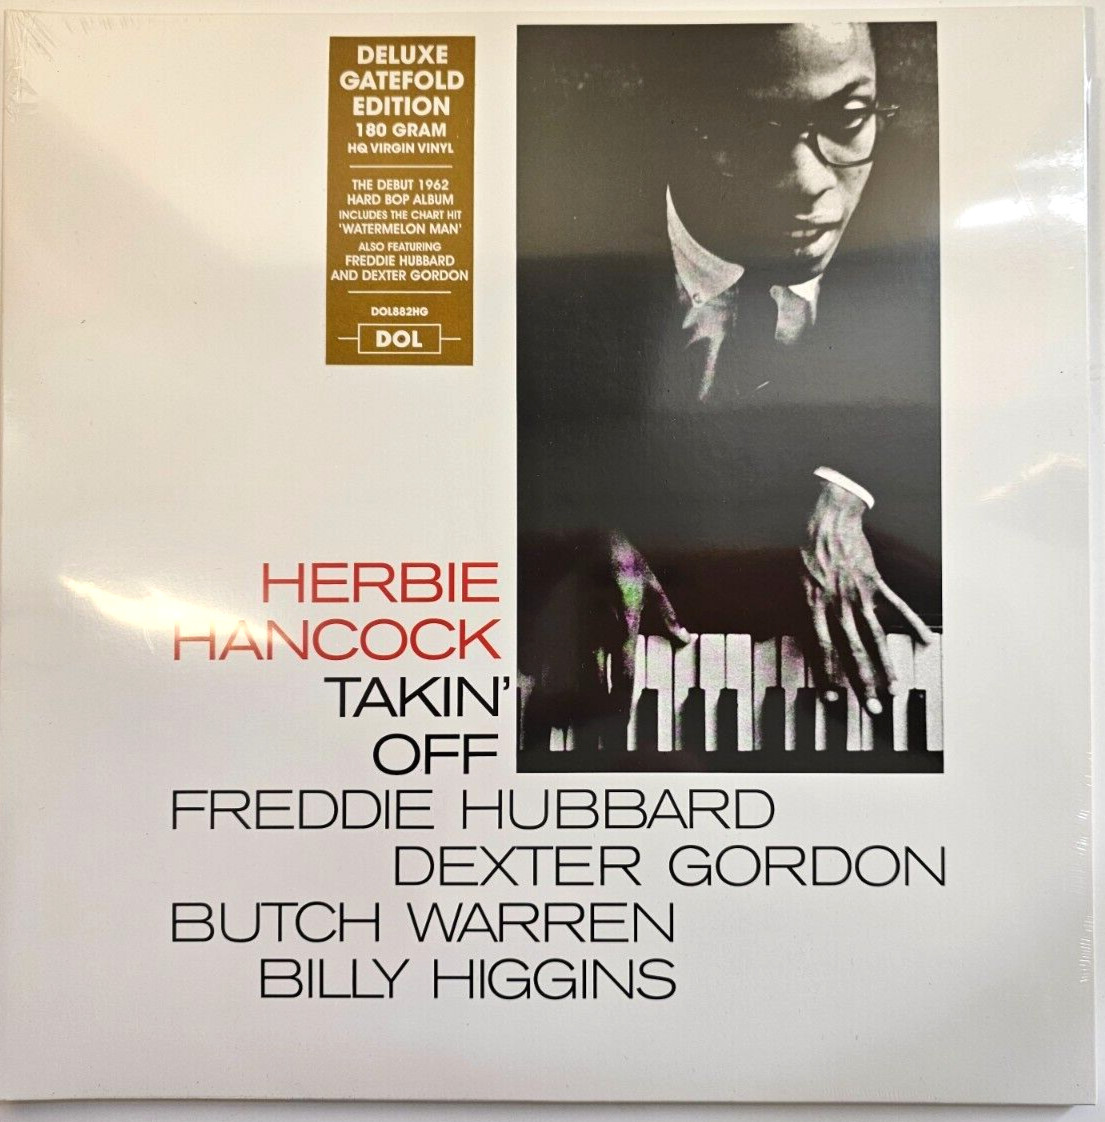 DELUXE
GATEFOLD
EDITION
180 GRAM
HQ VIRGIN VINYL
THE DEBUT 1962
HARD BOP ALBUM
INCLUDES THE CHART HIT
'WATERMELON MAN'
ALSO FEATURING
FREDDIE HUBBARD
AND DEXTER GORDON
DOL882HG
DOL
HERBIE
HANCOCK
TAKIN'
OFF
FREDDIE HUBBARD
DEXTER GORDON
BUTCH WARREN
BILLY HIGGINS